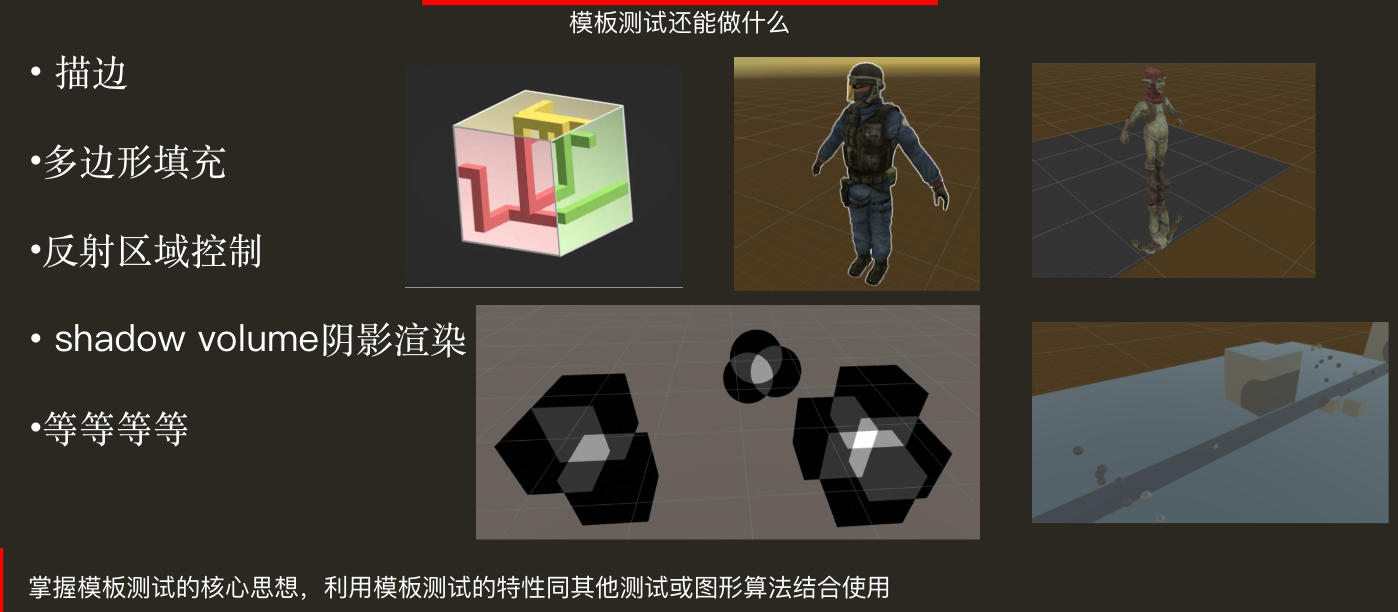 模板测试还能做什么
• 描边
•多边形填充
•反射区域控制
• shadow volume阴影渲染
•等等等等
掌握模板测试的核心思想，利用模板测试的特性同其他测试或图形算法结合使用